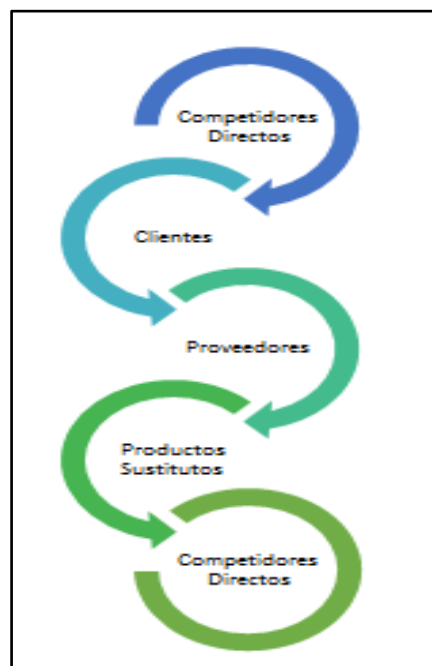 Competidores
Directos
Clientes
Proveedores
Productos
Sustitutos
Competidores
Directos